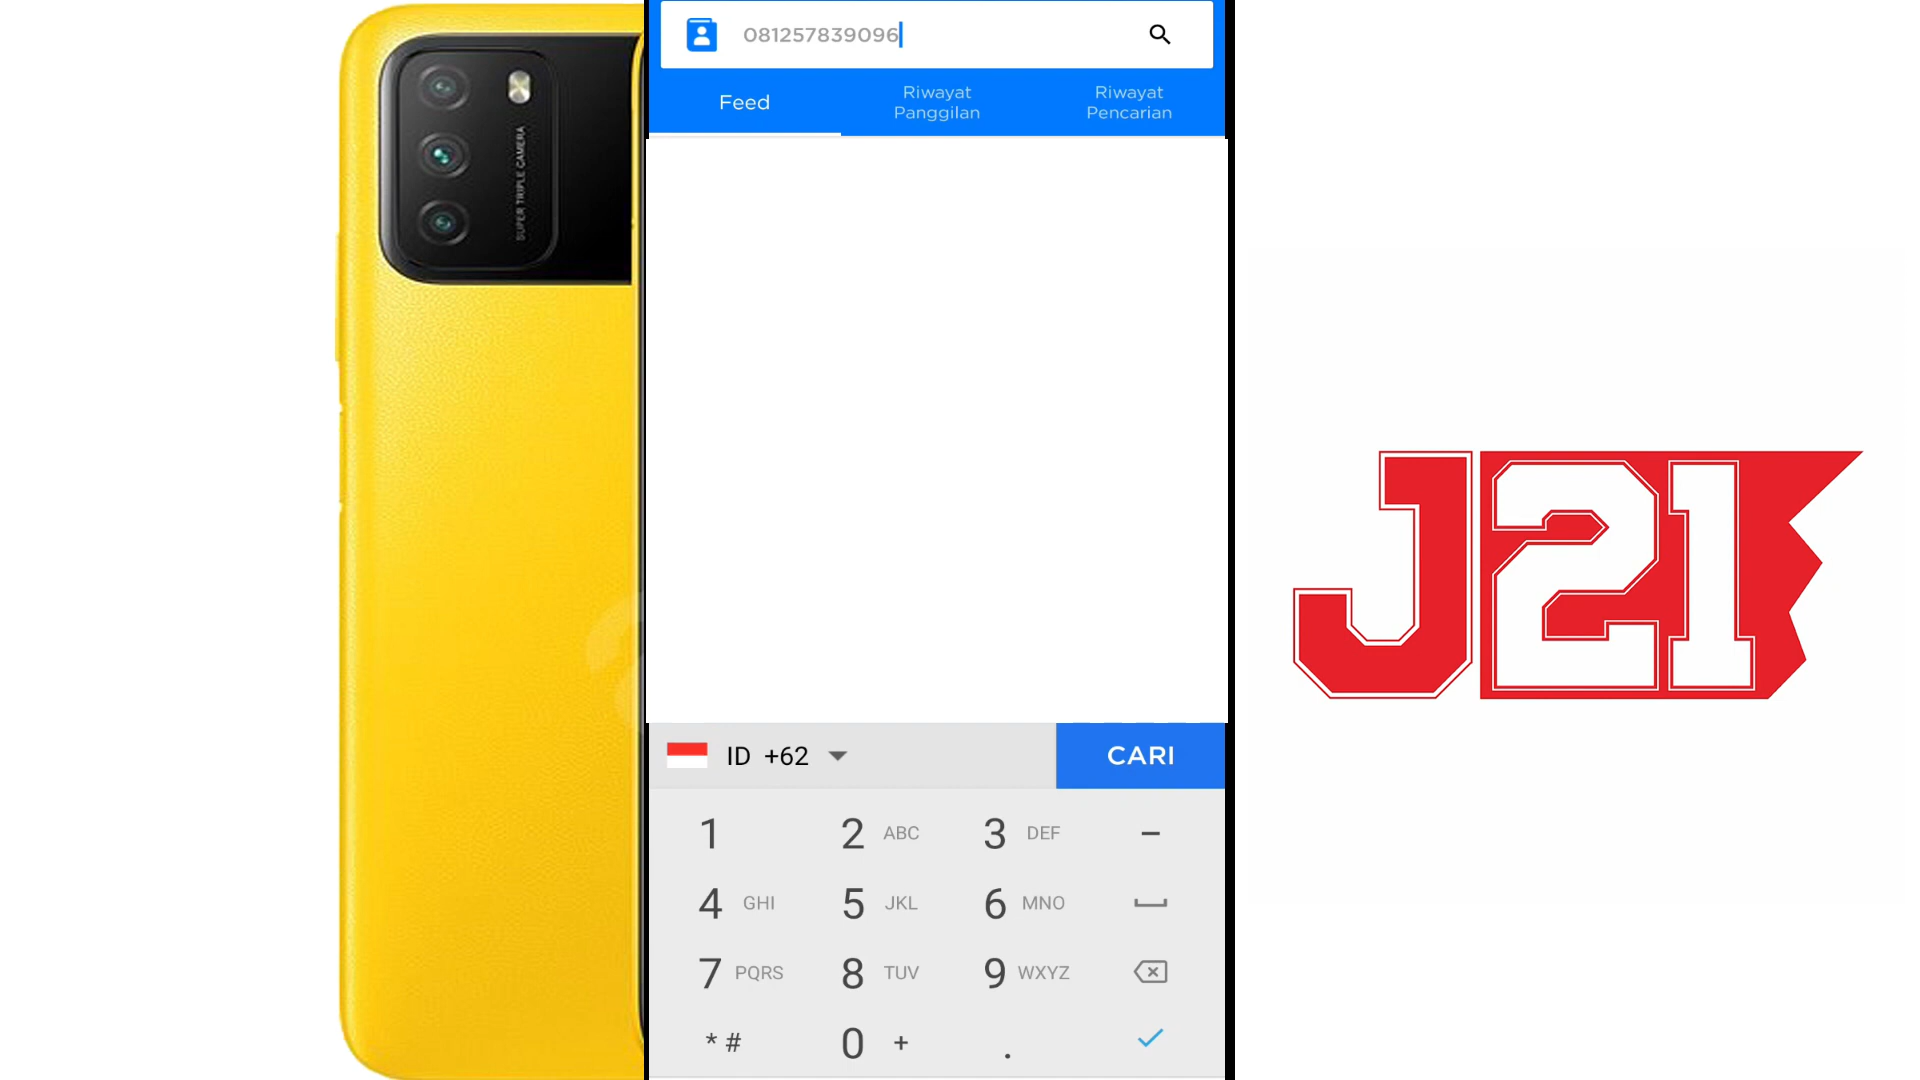 SUPER TRIPLE CAMERA
081257839096
Feed
Riwayat
Panggilan
Riwayat
Pencarian
ID +62
CARI
1
2 ABC
3 DEF
-
4 GHI
5 JKL
6 MNO
7 PQRS
8 TUV
9 WXYZ
* #
0 +
.
J21